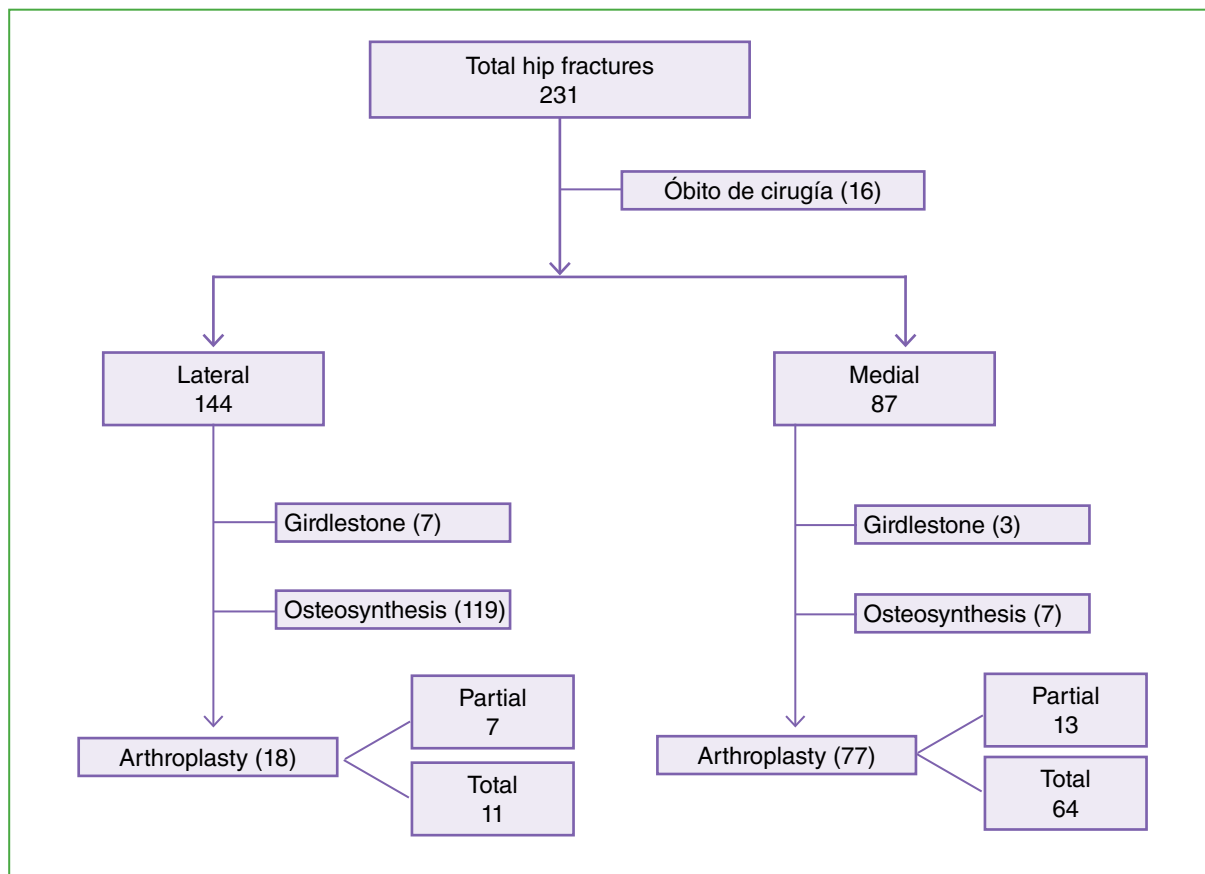 Total hip fractures
231
Óbito de cirugía (16)
Lateral
144
Medial
87
Girdlestone (7)
Osteosynthesis (119)
Arthroplasty (18)
Partial
7
Total
11
Girdlestone (3)
Osteosynthesis (7)
Arthroplasty (77)
Partial
13
Total
64